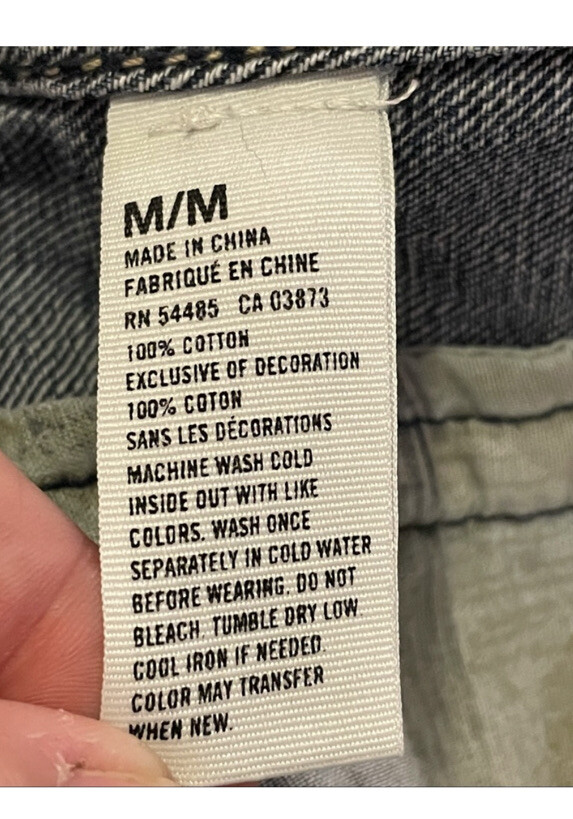 M/M
MADE IN CHINA
FABRIQUÉ EN CHINE
RN 54485 CA 03873
100% COTTON
EXCLUSIVE OF DECORATION
100% COTON
SANS LES DÉCORATIONS
MACHINE WASH COLD
INSIDE OUT WITH LIKE
COLORS. WASH ONCE
SEPARATELY IN COLD WATER
BEFORE WEARING. DO NOT
BLEACH. TUMBLE DRY LOW.
COOL IRON IF NEEDED.
COLOR MAY TRANSFER
WHEN NEW.